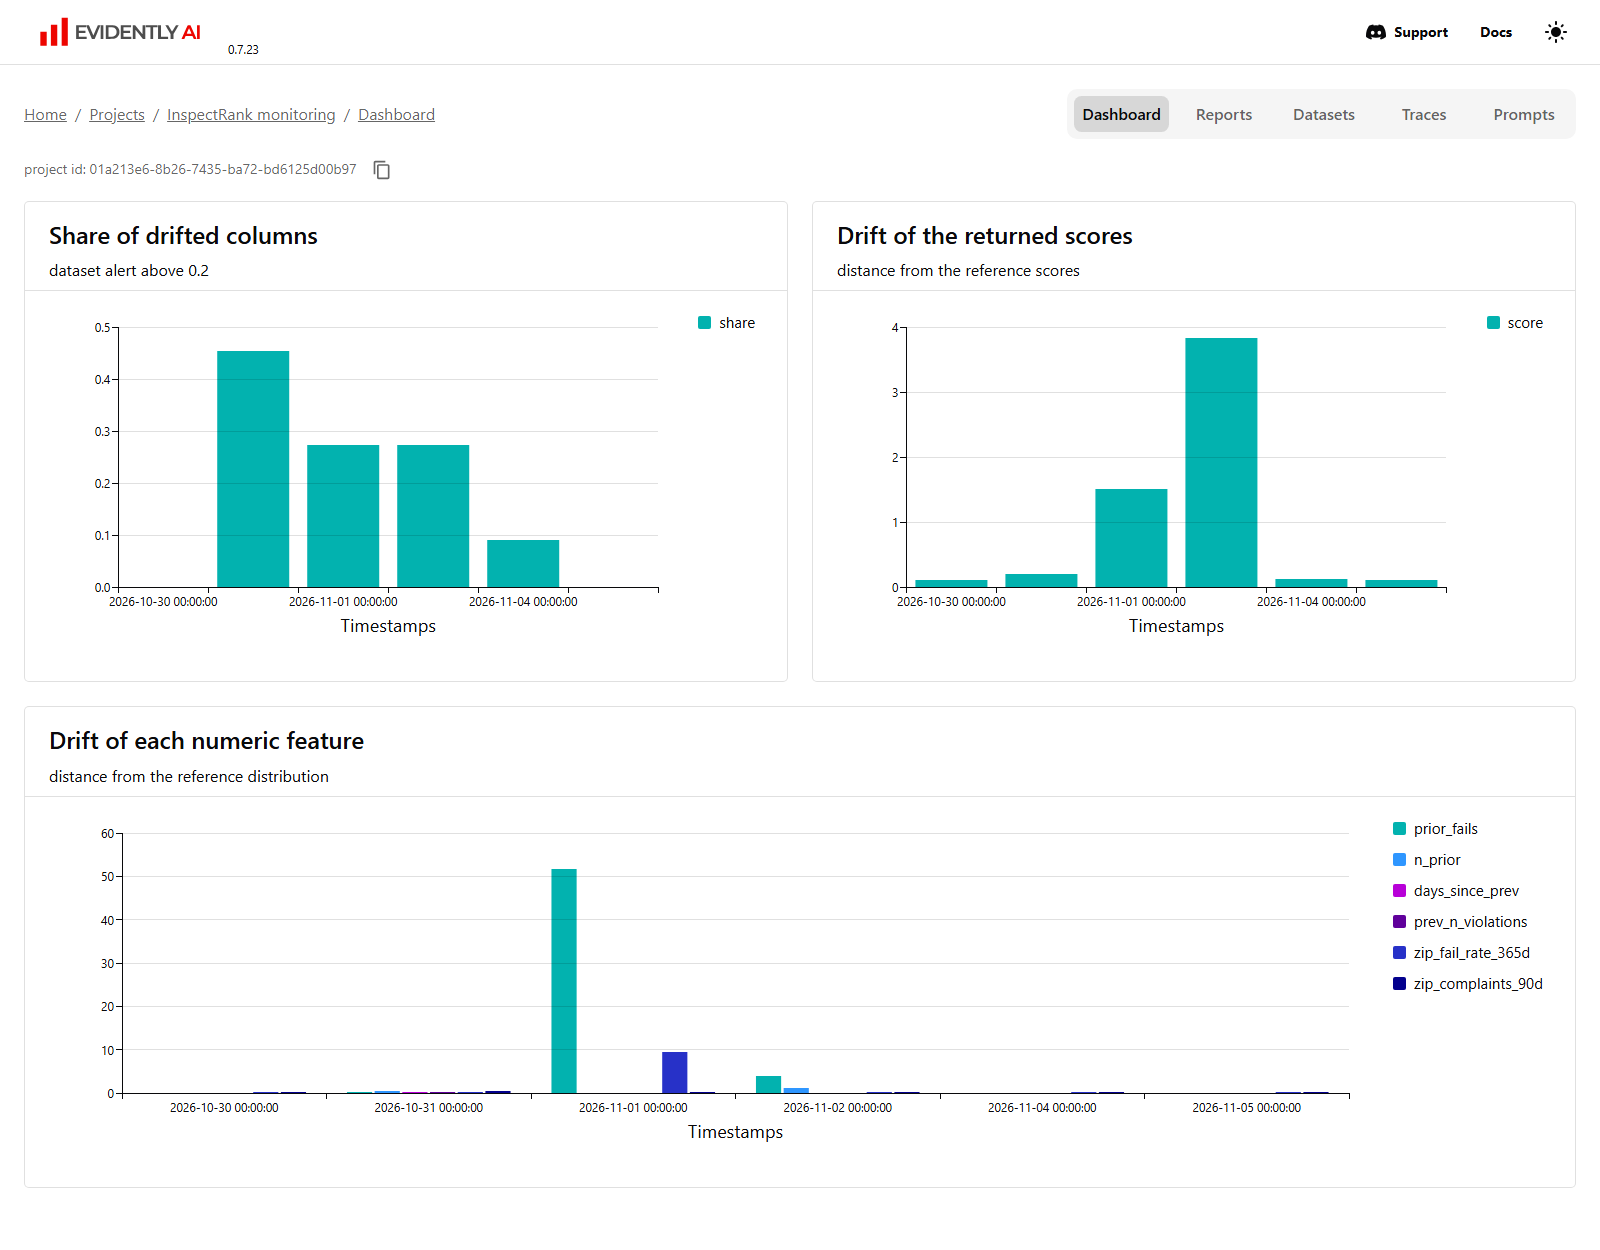 EVIDENTLY AI
0.7.23
Support
Docs
Home / Projects / InspectRank monitoring / Dashboard
Dashboard
Reports
Datasets
Traces
Prompts
project id: 01a213e6-8b26-7435-ba72-bd6125d00b97
Share of drifted columns
dataset alert above 0.2
share
0.5
0.4
0.3
0.2
0.1
0.0
2026-10-30 00:00:00
2026-11-01 00:00:00
2026-11-04 00:00:00
Timestamps
Drift of the returned scores
distance from the reference scores
score
4
3
2
1
0
2026-10-30 00:00:00
2026-11-01 00:00:00
2026-11-04 00:00:00
Timestamps
Drift of each numeric feature
distance from the reference distribution
prior_fails
n_prior
days_since_prev
prev_n_violations
zip_fail_rate_365d
zip_complaints_90d
60
50
40
30
20
10
0
2026-10-30 00:00:00
2026-10-31 00:00:00
2026-11-01 00:00:00
2026-11-02 00:00:00
2026-11-04 00:00:00
2026-11-05 00:00:00
Timestamps